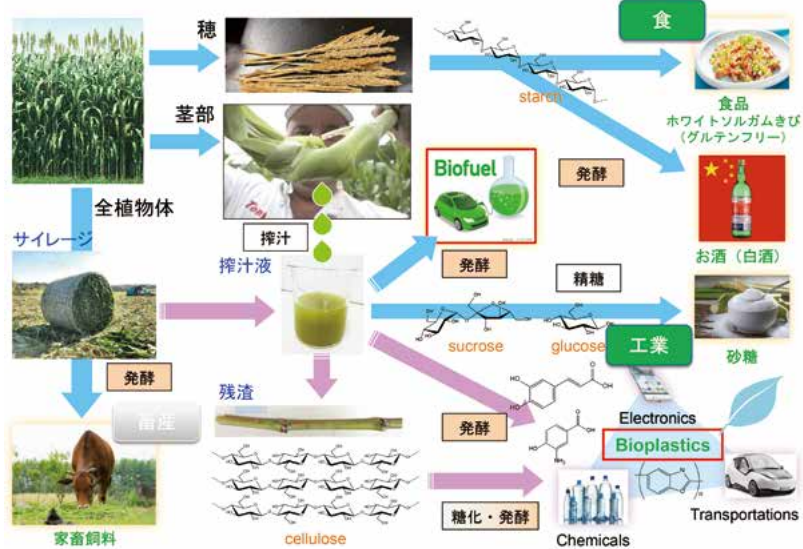 穂
食
starch
食品
ホワイトソルガムきび
(グルテンフリー)
茎部
Biofuel
発酵
全植物体
お酒(白酒)
サイレージ
搾汁
搾汁液
発酵
精糖
sucrose
glucose
砂糖
工業
発酵
畜産
残渣
発酵
Electronics
Bioplastics
家畜飼料
cellulose
糖化・発酵
Chemicals
Transportations